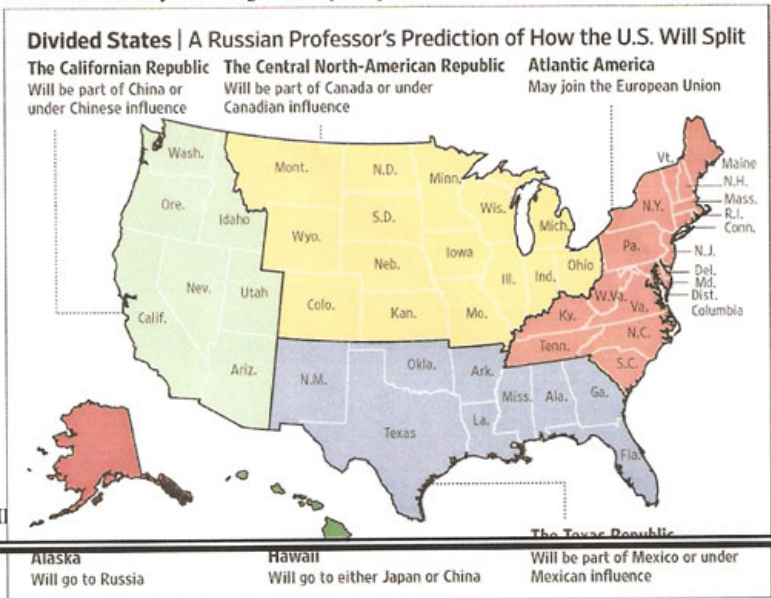 Divided States | A Russian Professor's Prediction of How the U.S. Will Split
The Californian Republic
Will be part of China or
under Chinese influence
The Central North-American Republic
Will be part of Canada or under
Canadian influence
Atlantic America
May join the European Union
Wash.
Ore.
Idaho
Nev.
Utah
Calif.
Ariz.
Mont.
N.D.
Minn.
Wis.
Mich.
S.D.
Wyo.
Iowa
Neb.
Ill.
Ind.
Ohio
Colo.
Kan.
Mo.
Vt.
Maine
N.H.
Mass.
R.I.
Conn.
N.Y.
Pa.
N.J.
Del.
Md.
Dist.
Columbia
W.Va.
Va.
Ky.
N.C.
Tenn.
S.C.
N.M.
Okla.
Ark.
Texas
La.
Miss.
Ala.
Ga.
Fla.
The Texas Republic
Will be part of Mexico or under
Mexican influence
Alaska
Will go to Russia
Hawaii
Will go to either Japan or China